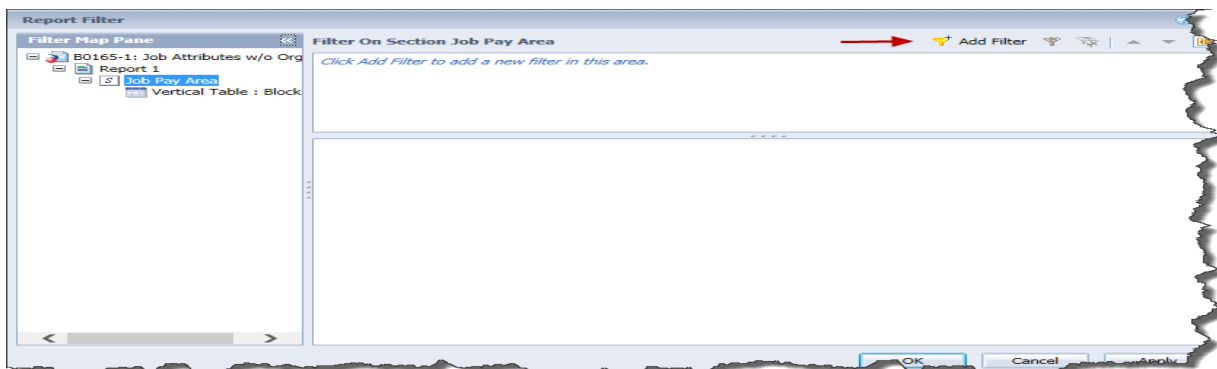 Report Filter
Filter Map Pane
Filter On Section Job Pay Area
Add Filter
B0165-1: Job Attributes w/o Org
Click Add Filter to add a new filter in this area.
Report 1
Job Pay Area
Vertical Table : Block
OK
Cancel
Apply